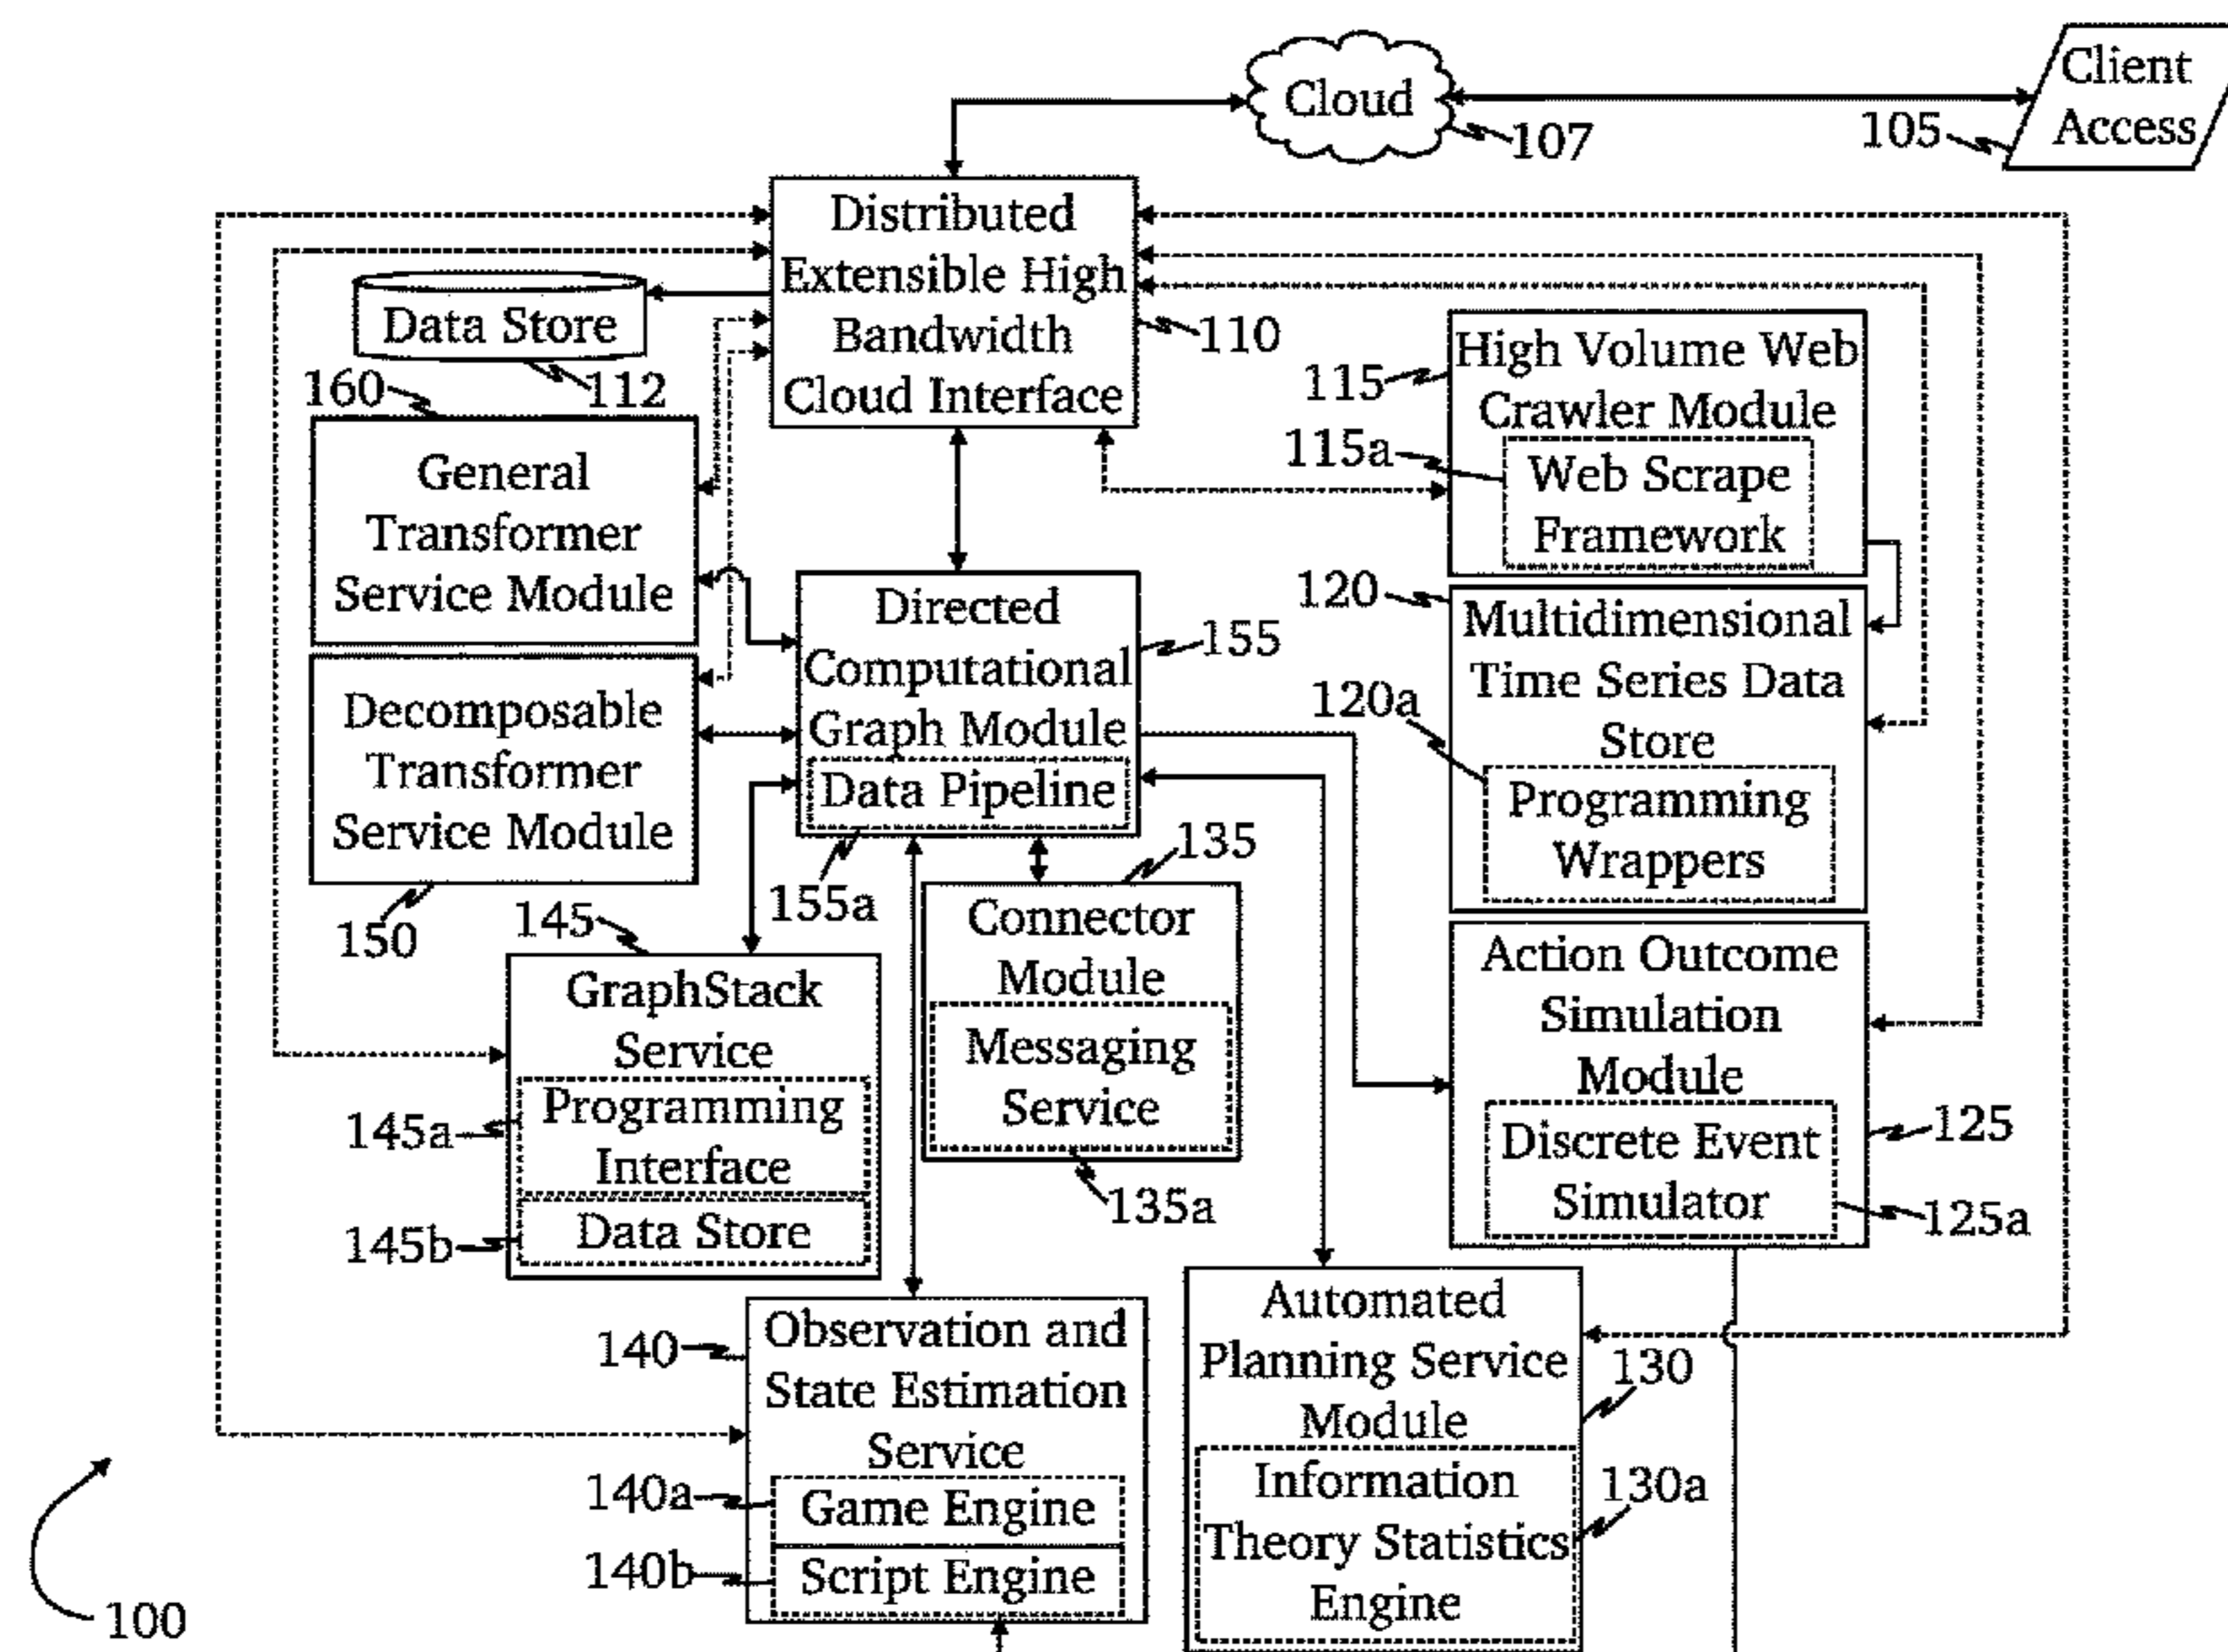 Client
Access
105
Cloud
107
Distributed
Extensible High
Bandwidth
Cloud Interface
110
Data Store
112
160
General
Transformer
Service Module
115
High Volume Web
Crawler Module
115a
Web Scrape
Framework
120
Multidimensional
Time Series Data
Store
120a
Programming
Wrappers
Directed
Computational
Graph Module
Data Pipeline
155
155a
Decomposable
Transformer
Service Module
150
135
Connector
Module
Messaging
Service
135a
145
GraphStack
Service
145a
Programming
Interface
145b
Data Store
Action Outcome
Simulation
Module
125
Discrete Event
Simulator
125a
140
Observation and
State Estimation
Service
140a
Game Engine
140b
Script Engine
Automated
Planning Service
Module
130
Information
Theory Statistics
Engine
130a
100